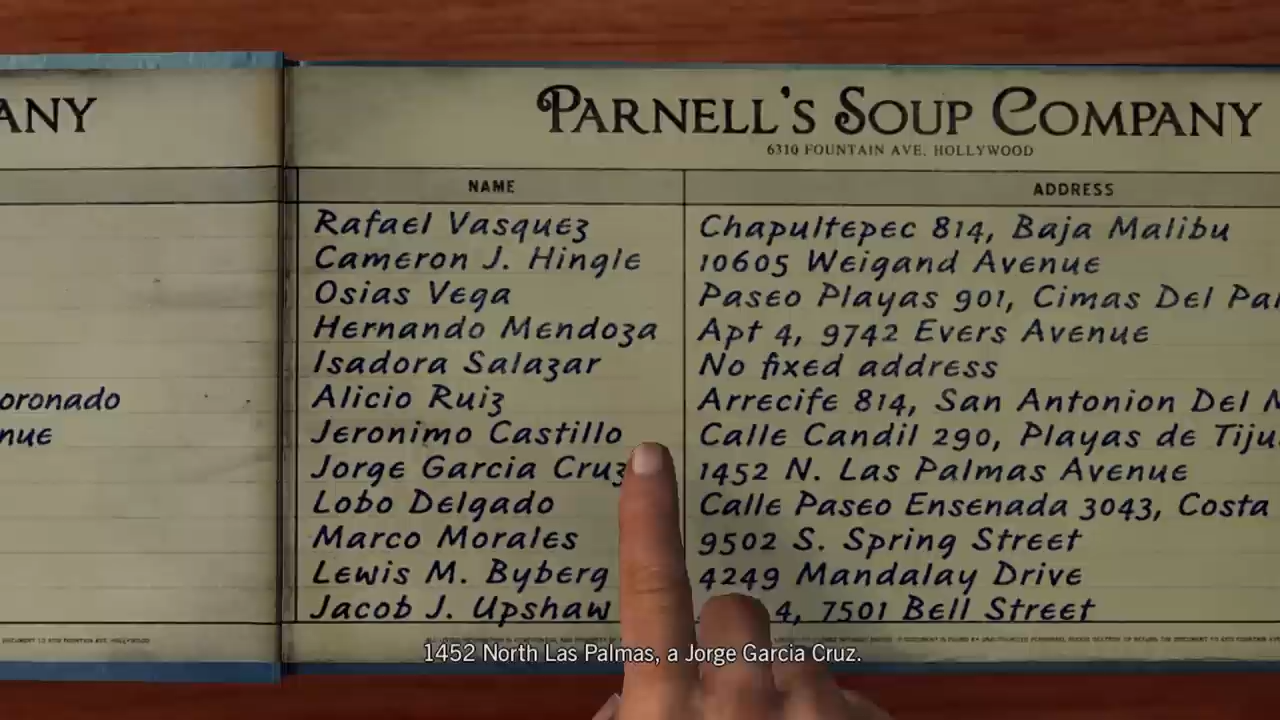 ANY
PARNELL'S SOUP COMPANY
6310 FOUNTAIN AVE. HOLLYWOOD
NAME ADDRESS
Rafael Vasquez Chapultepec 814, Baja Malibu
Cameron J. Hingle 10605 Weigand Avenue
Osias Vega Paseo Playas 901, Cimas Del Pa
Hernando Mendoza Apt 4, 9742 Evers Avenue
Isadora Salazar No fixed address
oronado Alicio Ruiz Arrecife 814, San Antonion Del M
nue Jeronimo Castillo Calle Candil 290, Playas de Tiju
Jorge Garcia Cruz 1452 N. Las Palmas Avenue
Lobo Delgado Calle Paseo Ensenada 3043, Costa
Marco Morales 9502 S. Spring Street
Lewis M. Byberg 4249 Mandalay Drive
Jacob J. Upshaw 4, 7501 Bell Street
1452 North Las Palmas, a Jorge Garcia Cruz.